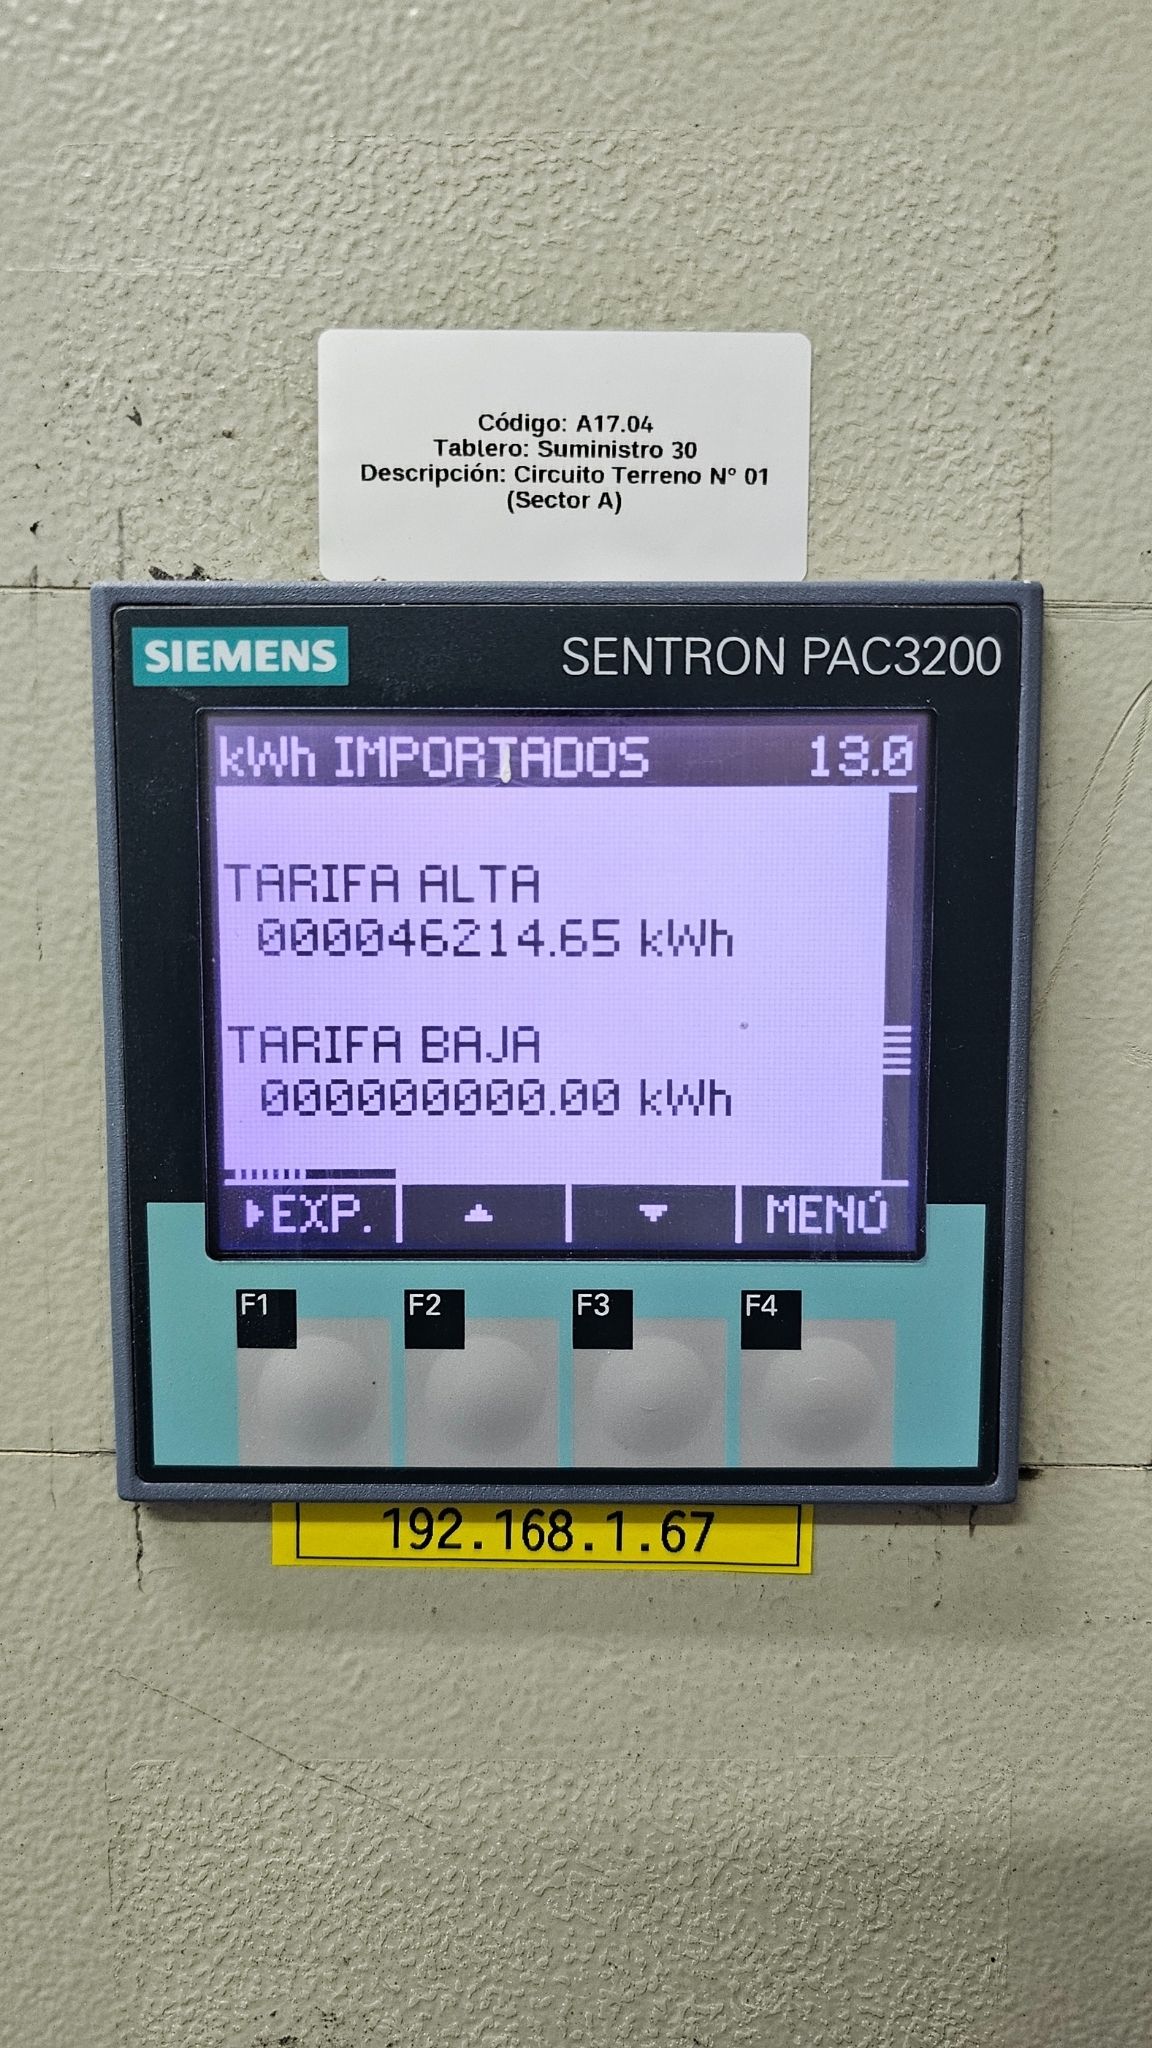 Código: A17.04
Tablero: Suministro 30
Descripción: Circuito Terreno N° 01
(Sector A)
SIEMENS SENTRON PAC3200
kWh IMPORTADOS 13.0
TARIFA ALTA
000046214.65 kWh
TARIFA BAJA
000000000.00 kWh
▸EXP. ▲ ▼ MENÚ
F1 F2 F3 F4
192.168.1.67